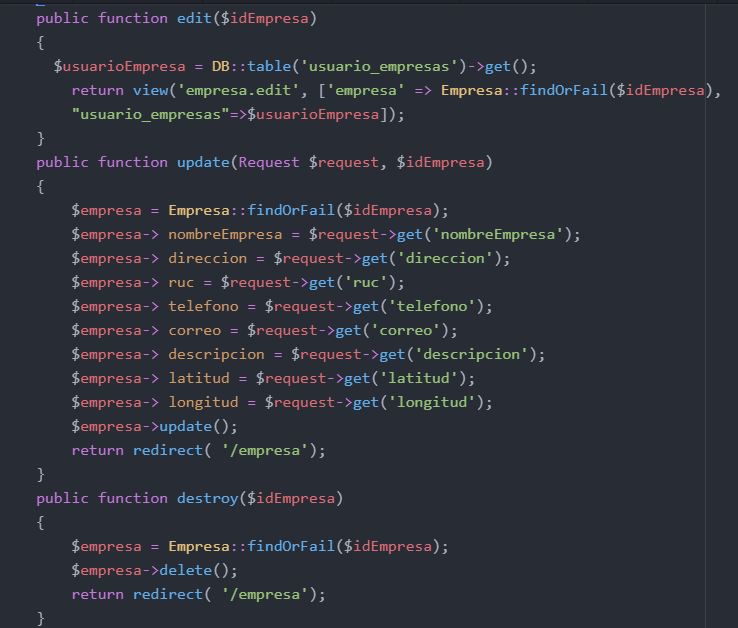 public function edit($idEmpresa)
{
$usuarioEmpresa = DB::table('usuario_empresas')->get();
return view('empresa.edit', ['empresa' => Empresa::findOrFail($idEmpresa),
"usuario_empresas"=>$usuarioEmpresa]);
}
public function update(Request $request, $idEmpresa)
{
$empresa = Empresa::findOrFail($idEmpresa);
$empresa-> nombreEmpresa = $request->get('nombreEmpresa');
$empresa-> direccion = $request->get('direccion');
$empresa-> ruc = $request->get('ruc');
$empresa-> telefono = $request->get('telefono');
$empresa-> correo = $request->get('correo');
$empresa-> descripcion = $request->get('descripcion');
$empresa-> latitud = $request->get('latitud');
$empresa-> longitud = $request->get('longitud');
$empresa->update();
return redirect( '/empresa');
}
public function destroy($idEmpresa)
{
$empresa = Empresa::findOrFail($idEmpresa);
$empresa->delete();
return redirect( '/empresa');
}